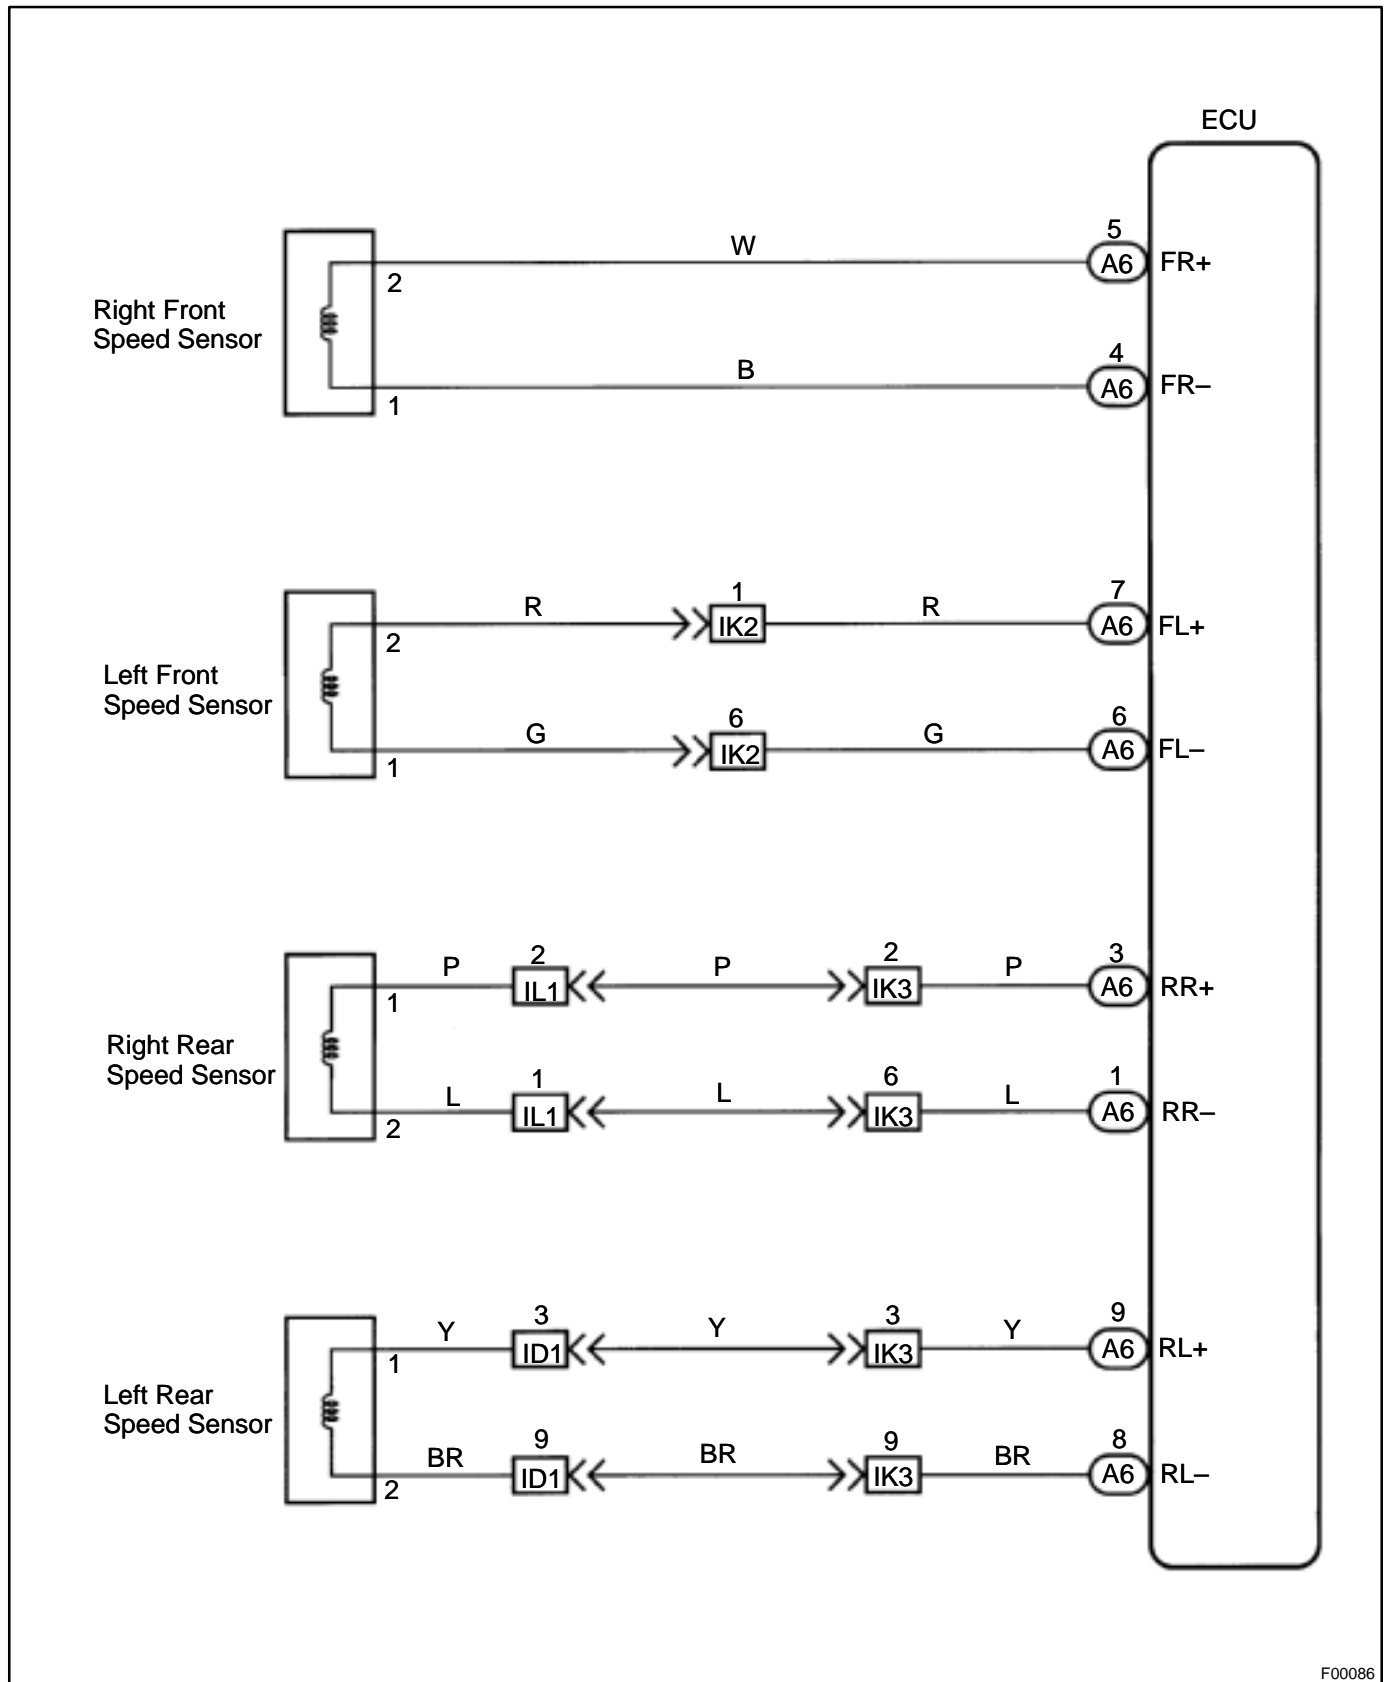 ECU
Right Front
Speed Sensor
2
W
5
A6
FR+
1
B
4
A6
FR–
Left Front
Speed Sensor
2
R
1
IK2
R
7
A6
FL+
1
G
6
IK2
G
6
A6
FL–
Right Rear
Speed Sensor
1
P
2
IL1
P
2
IK3
P
3
A6
RR+
2
L
1
IL1
L
6
IK3
L
1
A6
RR–
Left Rear
Speed Sensor
1
Y
3
ID1
Y
3
IK3
Y
9
A6
RL+
2
BR
9
ID1
BR
9
IK3
BR
8
A6
RL–
F00086